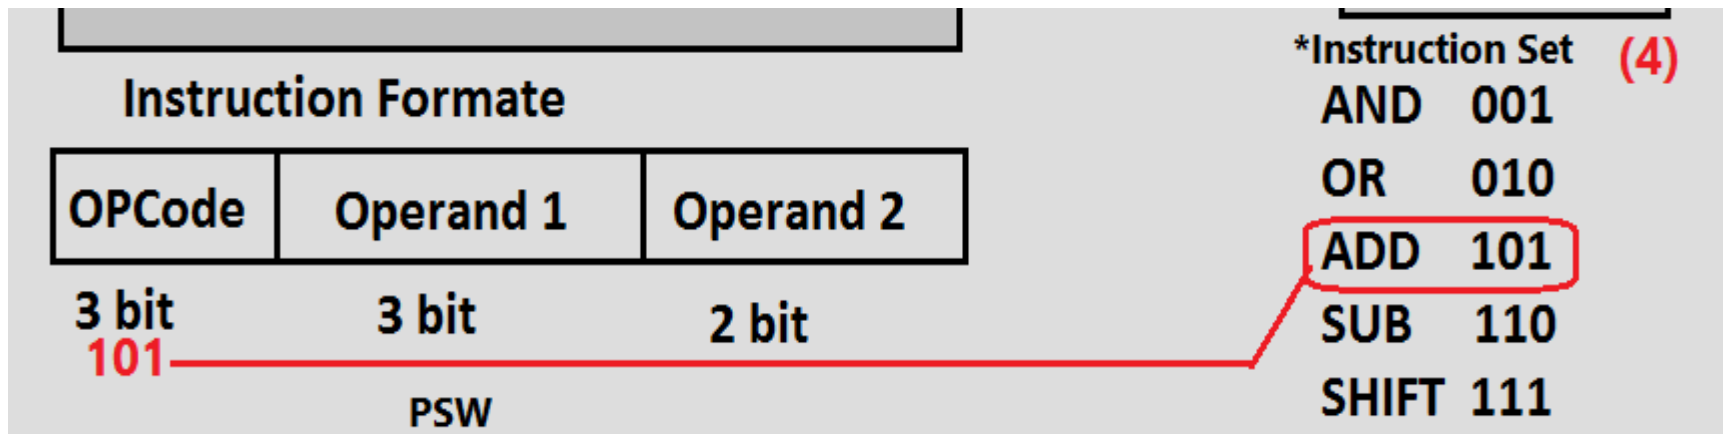 *Instruction Set (4)
Instruction Formate
AND 001
OR 010
OPCode Operand 1 Operand 2
ADD 101
3 bit 3 bit 2 bit
SUB 110
101
SHIFT 111
PSW